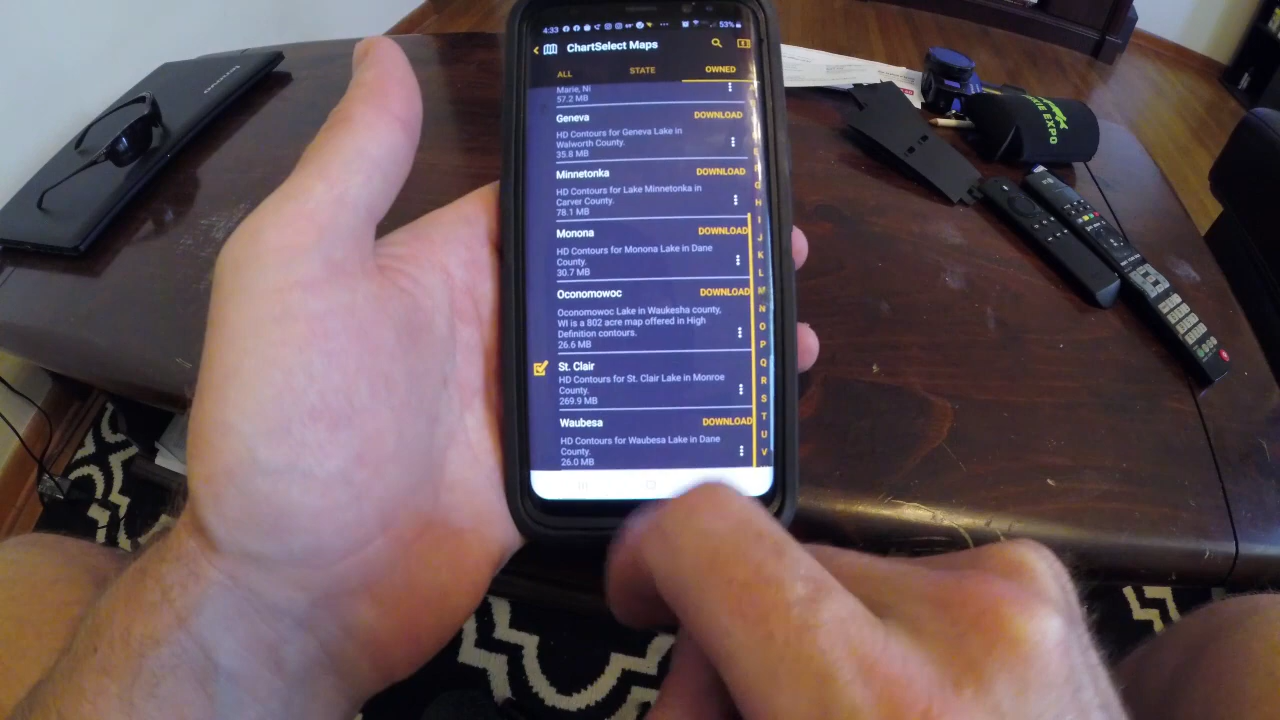 4:33
53%
ChartSelect Maps
ALL
STATE
OWNED
Marie, NI
57.2 MB
Geneva
DOWNLOAD
HD Contours for Geneva Lake in
Walworth County.
35.8 MB
Minnetonka
DOWNLOAD
HD Contours for Lake Minnetonka in
Carver County.
78.1 MB
Monona
DOWNLOAD
HD Contours for Monona Lake in Dane
County.
30.7 MB
Oconomowoc
DOWNLOAD
Oconomowoc Lake in Waukesha county,
WI is a 802 acre map offered in High
Definition contours.
26.6 MB
St. Clair
HD Contours for St. Clair Lake in Monroe
County.
269.9 MB
Waubesa
DOWNLOAD
HD Contours for Waubesa Lake in Dane
County.
26.0 MB
G
H
I
J
K
L
M
N
O
P
Q
R
S
T
U
V
lenovo
KIE EXPO